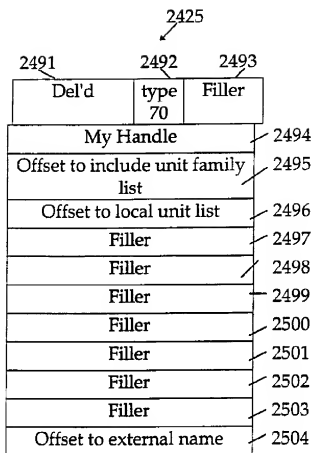 2425
2491 2492 2493
Del'd type 70 Filler
My Handle 2494
Offset to include unit family list 2495
Offset to local unit list 2496
Filler 2497
Filler 2498
Filler 2499
Filler 2500
Filler 2501
Filler 2502
Filler 2503
Offset to external name 2504